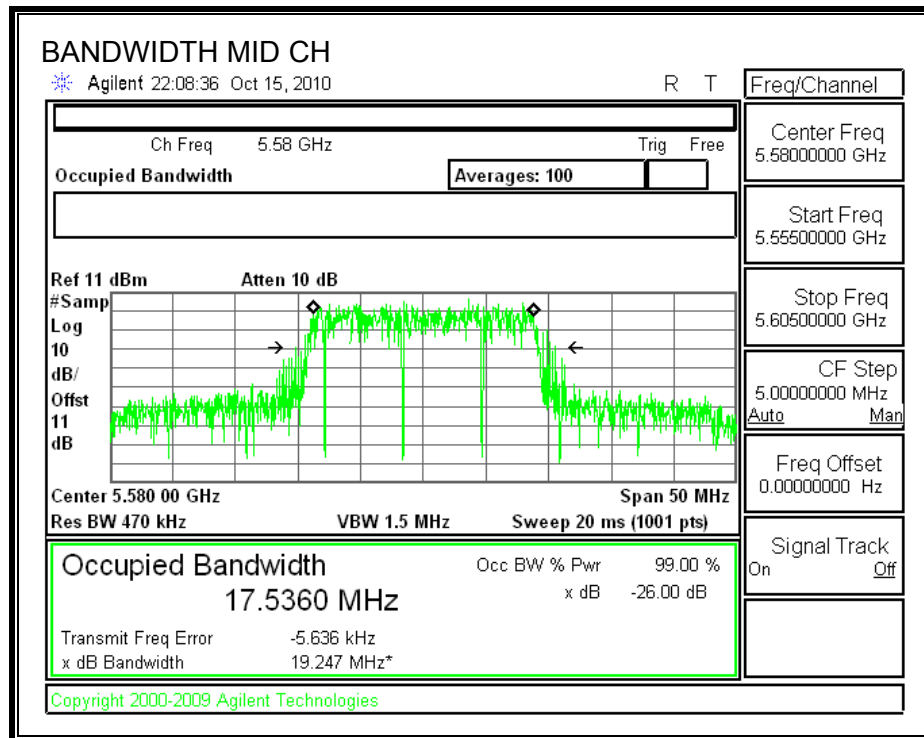 BANDWIDTH MID CH
Agilent 22:08:36 Oct 15, 2010 R T
Freq/Channel
Ch Freq 5.58 GHz Trig Free
Occupied Bandwidth Averages: 100
Ref 11 dBm Atten 10 dB
#Samp
Log
10
dB/
Offst
11
dB
Center 5.580 00 GHz Span 50 MHz
Res BW 470 kHz VBW 1.5 MHz Sweep 20 ms (1001 pts)
Occupied Bandwidth Occ BW % Pwr 99.00 %
17.5360 MHz x dB -26.00 dB
Transmit Freq Error -5.636 kHz
x dB Bandwidth 19.247 MHz*
Copyright 2000-2009 Agilent Technologies
Center Freq
5.58000000 GHz
Start Freq
5.55500000 GHz
Stop Freq
5.60500000 GHz
CF Step
5.00000000 MHz
Auto Man
Freq Offset
0.00000000 Hz
Signal Track
On Off